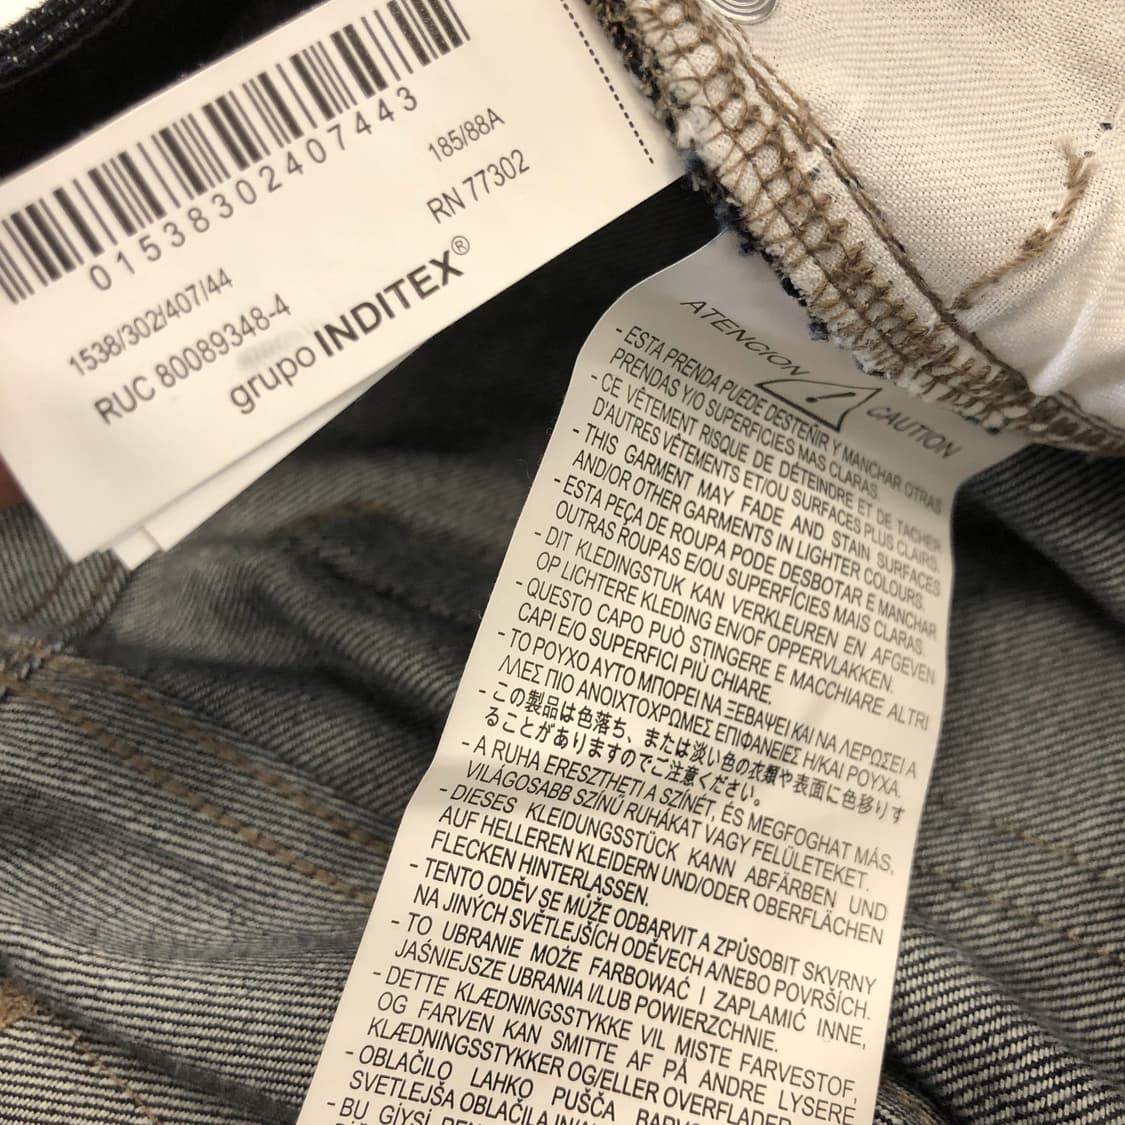 01538302407443
185/88A
RN 77302
1538/302/407/44
RUC 80089348-4
grupo INDITEX®
ATENCION
CAUTION
- ESTA PRENDA PUEDE DESTEÑIR Y MANCHAR OTRAS
PRENDAS Y/O SUPERFICIES MAS CLARAS.
- CE VÊTEMENT RISQUE DE DÉTEINDRE ET DE TACHER
D'AUTRES VÊTEMENTS ET/OU SURFACES PLUS CLAIRS.
- THIS GARMENT MAY FADE AND STAIN SURFACES
AND/OR OTHER GARMENTS IN LIGHTER COLOURS.
- ESTA PEÇA DE ROUPA PODE DESBOTAR E MANCHAR
OUTRAS ROUPAS E/OU SUPERFÍCIES MAIS CLARAS.
- DIT KLEDINGSTUK KAN VERKLEUREN EN AFGEVEN
OP LICHTERE KLEDING EN/OF OPPERVLAKKEN.
- QUESTO CAPO PUÒ STINGERE E MACCHIARE ALTRI
CAPI E/O SUPERFICI PIÙ CHIARE.
- ΤΟ ΡΟΥΧΟ ΑΥΤΟ ΜΠΟΡΕΙ ΝΑ ΞΕΒΑΨΕΙ ΚΑΙ ΝΑ ΛΕΡΩΣΕΙ Α
ΛΛΕΣ ΠΙΟ ΑΝΟΙΧΤΟΧΡΩΜΕΣ ΕΠΙΦΑΝΕΙΕΣ Η/ΚΑΙ ΡΟΥΧΑ.
- この製品は色落ち、または淡い色の衣類や表面に色移りす
ることがありますのでご注意ください。
- A RUHA ERESZTHETI A SZÍNÉT, ÉS MEGFOGHAT MÁS,
VILÁGOSABB SZÍNŰ RUHÁKAT VAGY FELÜLETEKET.
- DIESES KLEIDUNGSSTÜCK KANN ABFÄRBEN UND
AUF HELLEREN KLEIDERN UND/ODER OBERFLÄCHEN
FLECKEN HINTERLASSEN.
- TENTO ODĚV SE MŮŽE ODBARVIT A ZPŮSOBIT SKVRNY
NA JINÝCH SVĚTLEJŠÍCH ODĚVECH A/NEBO POVRŠÍCH.
- TO UBRANIE MOŻE FARBOWAĆ I ZAPLAMIĆ INNE,
JAŚNIEJSZE UBRANIA I/LUB POWIERZCHNIE.
- DETTE KLÆDNINGSSTYKKE VIL MISTE FARVESTOF,
OG FARVEN KAN SMITTE AF PÅ ANDRE LYSERE
KLÆDNINGSSTYKKER OG/ELLER OVERFLADER.
- OBLAČILO LAHKO PUŠČA
SVETLEJŠA OBLAČILA
- BU GİYSİ